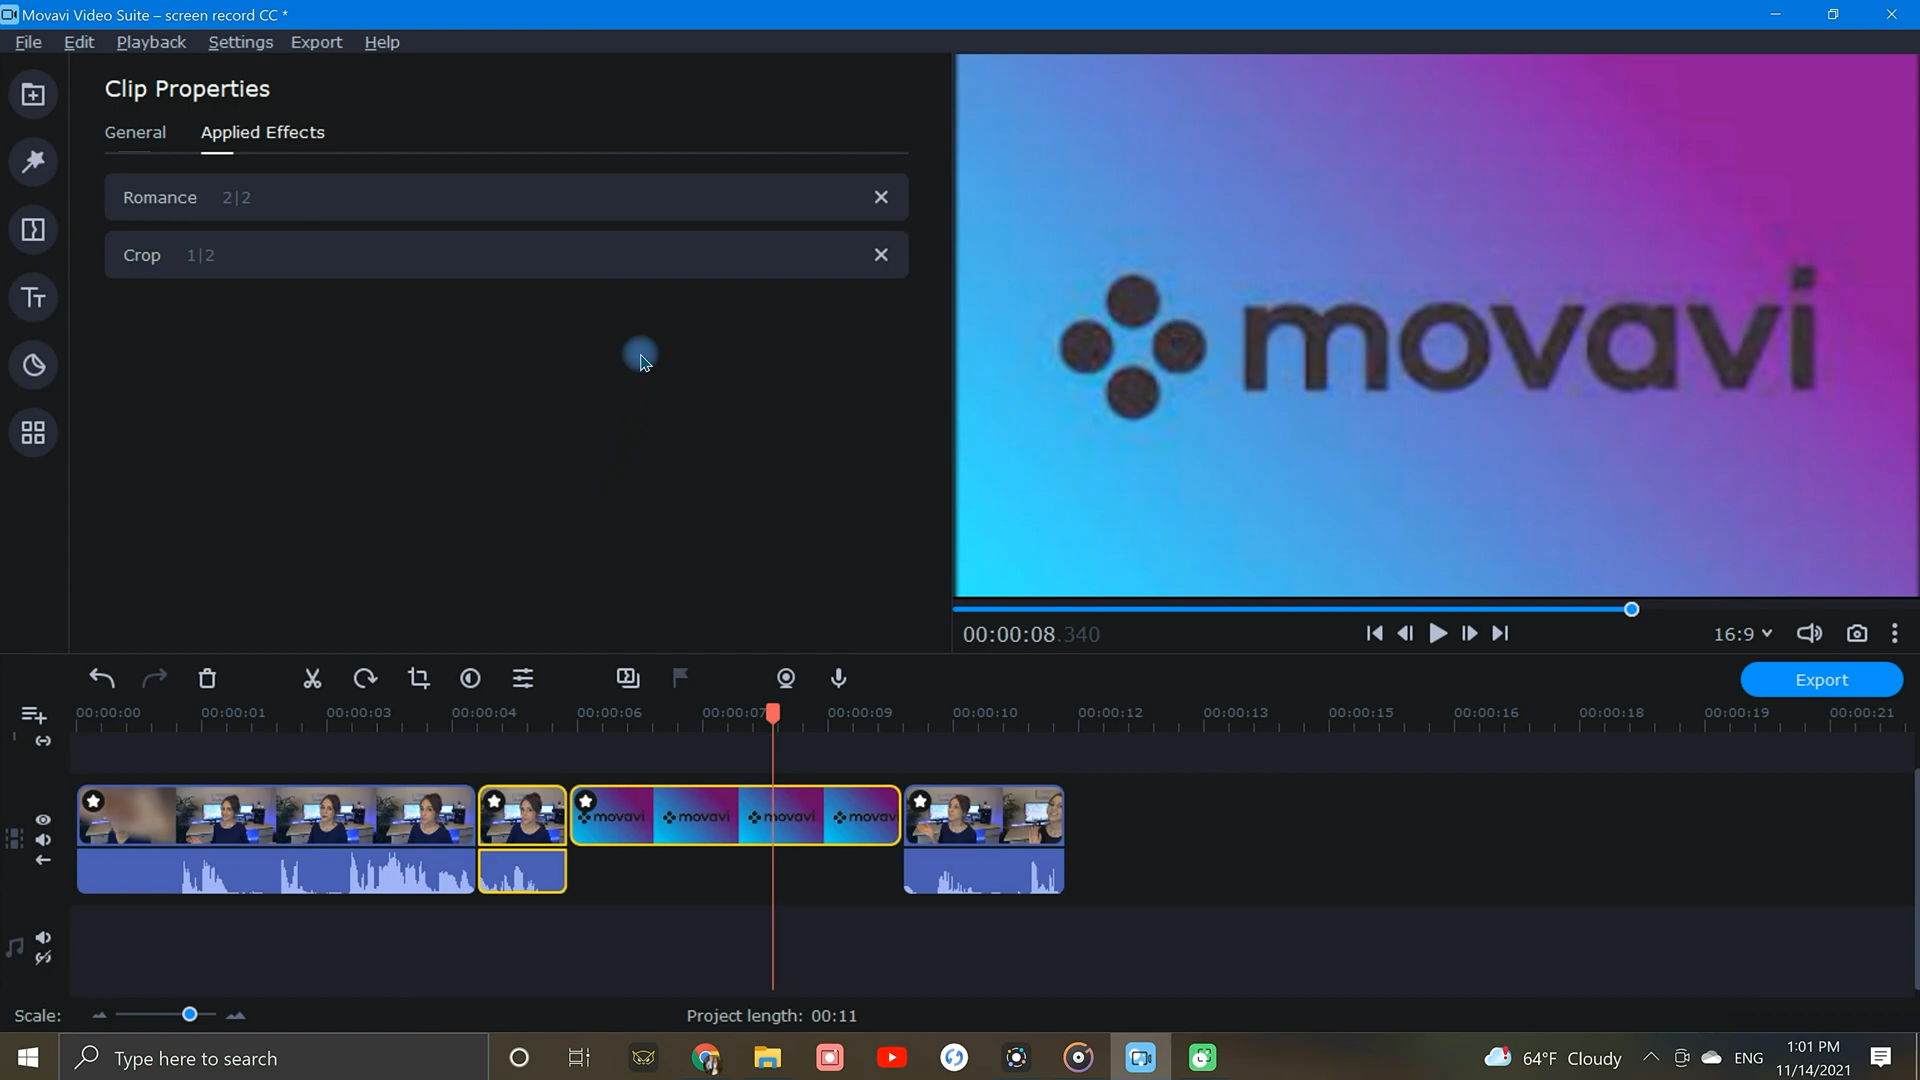 Movavi Video Suite – screen record CC *
File Edit Playback Settings Export Help
Clip Properties
General Applied Effects
Romance 2|2
Crop 1|2
movavi
00:00:08.340
16:9
Export
00:00:00 00:00:01 00:00:03 00:00:04 00:00:06 00:00:07 00:00:09 00:00:10 00:00:12 00:00:13 00:00:15 00:00:16 00:00:18 00:00:19 00:00:21
movavi movavi movavi movav
Scale:
Project length: 00:11
Type here to search
64°F Cloudy
ENG
1:01 PM
11/14/2021